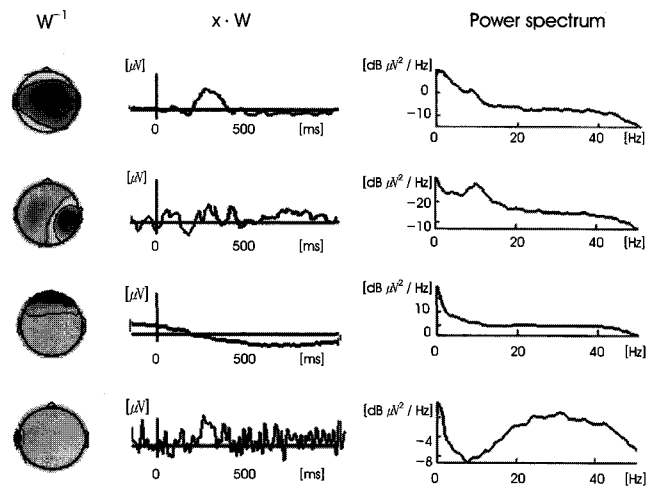 W⁻¹ x · W Power spectrum
[μV] [dB μV² / Hz]
0
−10
0 500 [ms] 0 20 40 [Hz]
[μV] [dB μV² / Hz]
−20
−10
0 500 [ms] 0 20 40 [Hz]
[μV] [dB μV² / Hz]
10
0
0 500 [ms] 0 20 40 [Hz]
[μV] [dB μV² / Hz]
−4
−8
0 500 [ms] 0 20 40 [Hz]